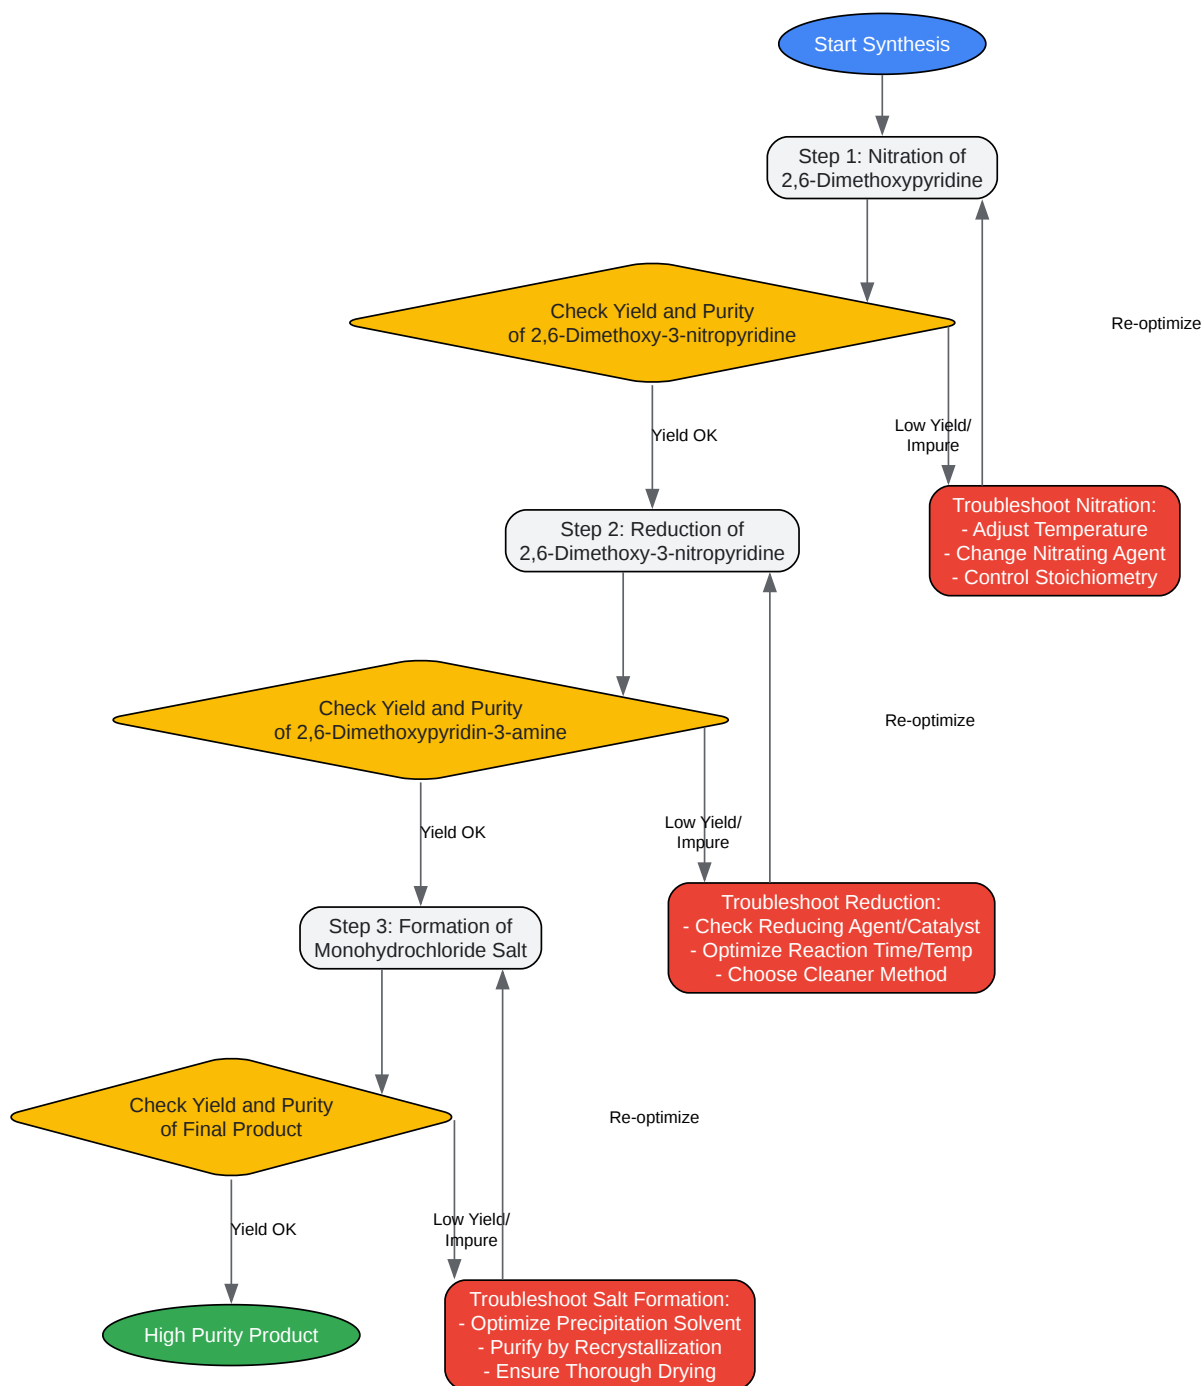 Start Synthesis
Step 1: Nitration of
2,6-Dimethoxypyridine
Check Yield and Purity
of 2,6-Dimethoxy-3-nitropyridine
Re-optimize
Yield OK
Low Yield/
Impure
Troubleshoot Nitration:
- Adjust Temperature
- Change Nitrating Agent
- Control Stoichiometry
Step 2: Reduction of
2,6-Dimethoxy-3-nitropyridine
Check Yield and Purity
of 2,6-Dimethoxypyridin-3-amine
Re-optimize
Yield OK
Low Yield/
Impure
Troubleshoot Reduction:
- Check Reducing Agent/Catalyst
- Optimize Reaction Time/Temp
- Choose Cleaner Method
Step 3: Formation of
Monohydrochloride Salt
Check Yield and Purity
of Final Product
Re-optimize
Yield OK
Low Yield/
Impure
High Purity Product
Troubleshoot Salt Formation:
- Optimize Precipitation Solvent
- Purify by Recrystallization
- Ensure Thorough Drying